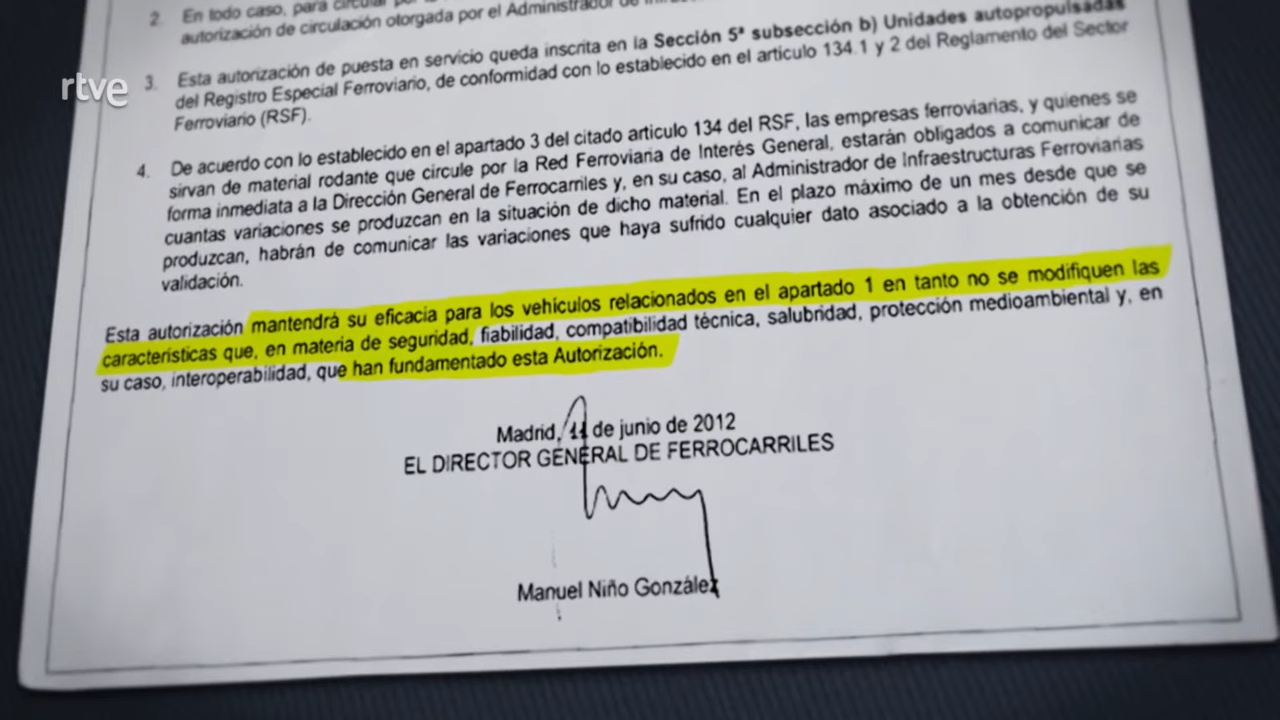 2. En todo caso, para circular por
autorización de circulación otorgada por el Administrador de
3. Esta autorización de puesta en servicio queda inscrita en la Sección 5ª subsección b) Unidades autopropulsadas
del Registro Especial Ferroviario, de conformidad con lo establecido en el artículo 134.1 y 2 del Reglamento del Sector
Ferroviario (RSF).
rtve
4. De acuerdo con lo establecido en el apartado 3 del citado artículo 134 del RSF, las empresas ferroviarias, y quienes se
sirvan de material rodante que circule por la Red Ferroviaria de Interés General, estarán obligados a comunicar de
forma inmediata a la Dirección General de Ferrocarriles y, en su caso, al Administrador de Infraestructuras Ferroviarias
cuantas variaciones se produzcan en la situación de dicho material. En el plazo máximo de un mes desde que se
produzcan, habrán de comunicar las variaciones que haya sufrido cualquier dato asociado a la obtención de su
validación.
Esta autorización mantendrá su eficacia para los vehículos relacionados en el apartado 1 en tanto no se modifiquen las
características que, en materia de seguridad, fiabilidad, compatibilidad técnica, salubridad, protección medioambiental y, en
su caso, interoperabilidad, que han fundamentado esta Autorización.
Madrid, 11 de junio de 2012
EL DIRECTOR GENERAL DE FERROCARRILES
Manuel Niño González